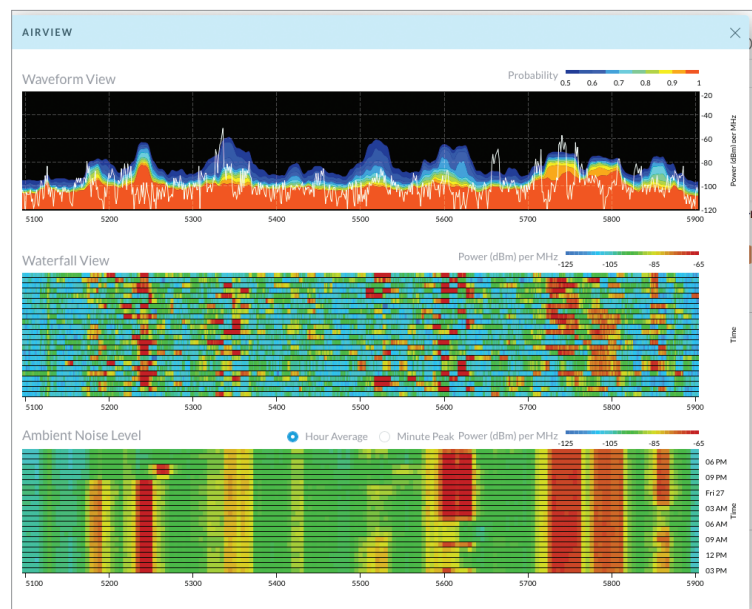 AIRVIEW
Waveform View
Probability
0.5 0.6 0.7 0.8 0.9 1
-20
-40
-60
-80
-100
-120
Power (dBm) per MHz
5100 5200 5300 5400 5500 5600 5700 5800 5900
Waterfall View
Power (dBm) per MHz
-125 -105 -85 -65
Time
5100 5200 5300 5400 5500 5600 5700 5800 5900
Ambient Noise Level
Hour Average Minute Peak Power (dBm) per MHz
-125 -105 -85 -65
06 PM
09 PM
Fri 27
03 AM
06 AM
09 AM
12 PM
03 PM
Time
5100 5200 5300 5400 5500 5600 5700 5800 5900